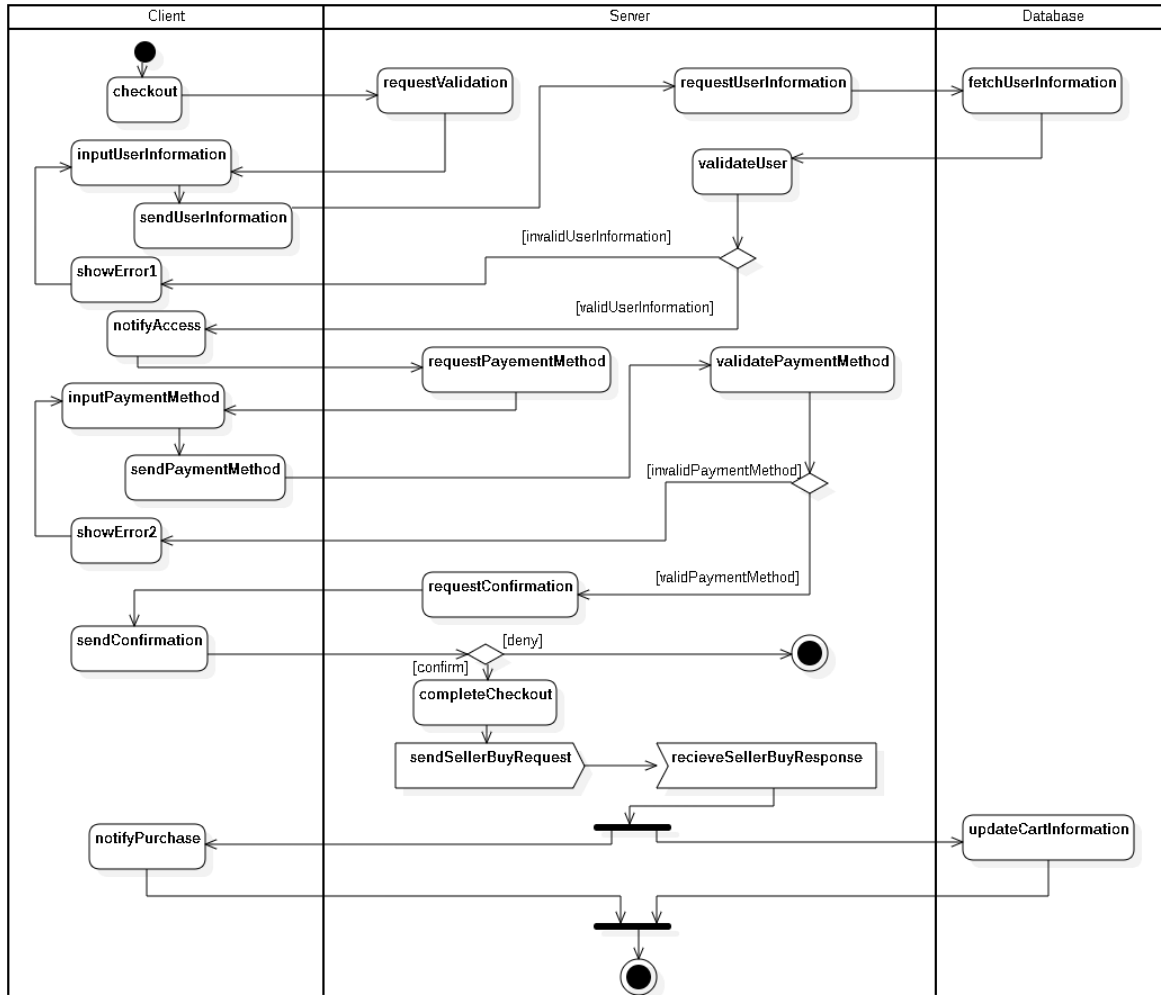 Client
Server
Database
checkout
requestValidation
requestUserInformation
fetchUserInformation
inputUserInformation
validateUser
sendUserInformation
[invalidUserInformation]
showError1
[validUserInformation]
notifyAccess
requestPayementMethod
validatePaymentMethod
inputPaymentMethod
sendPaymentMethod
[invalidPaymentMethod]
showError2
[validPaymentMethod]
requestConfirmation
sendConfirmation
[deny]
[confirm]
completeCheckout
sendSellerBuyRequest
recieveSellerBuyResponse
notifyPurchase
updateCartInformation